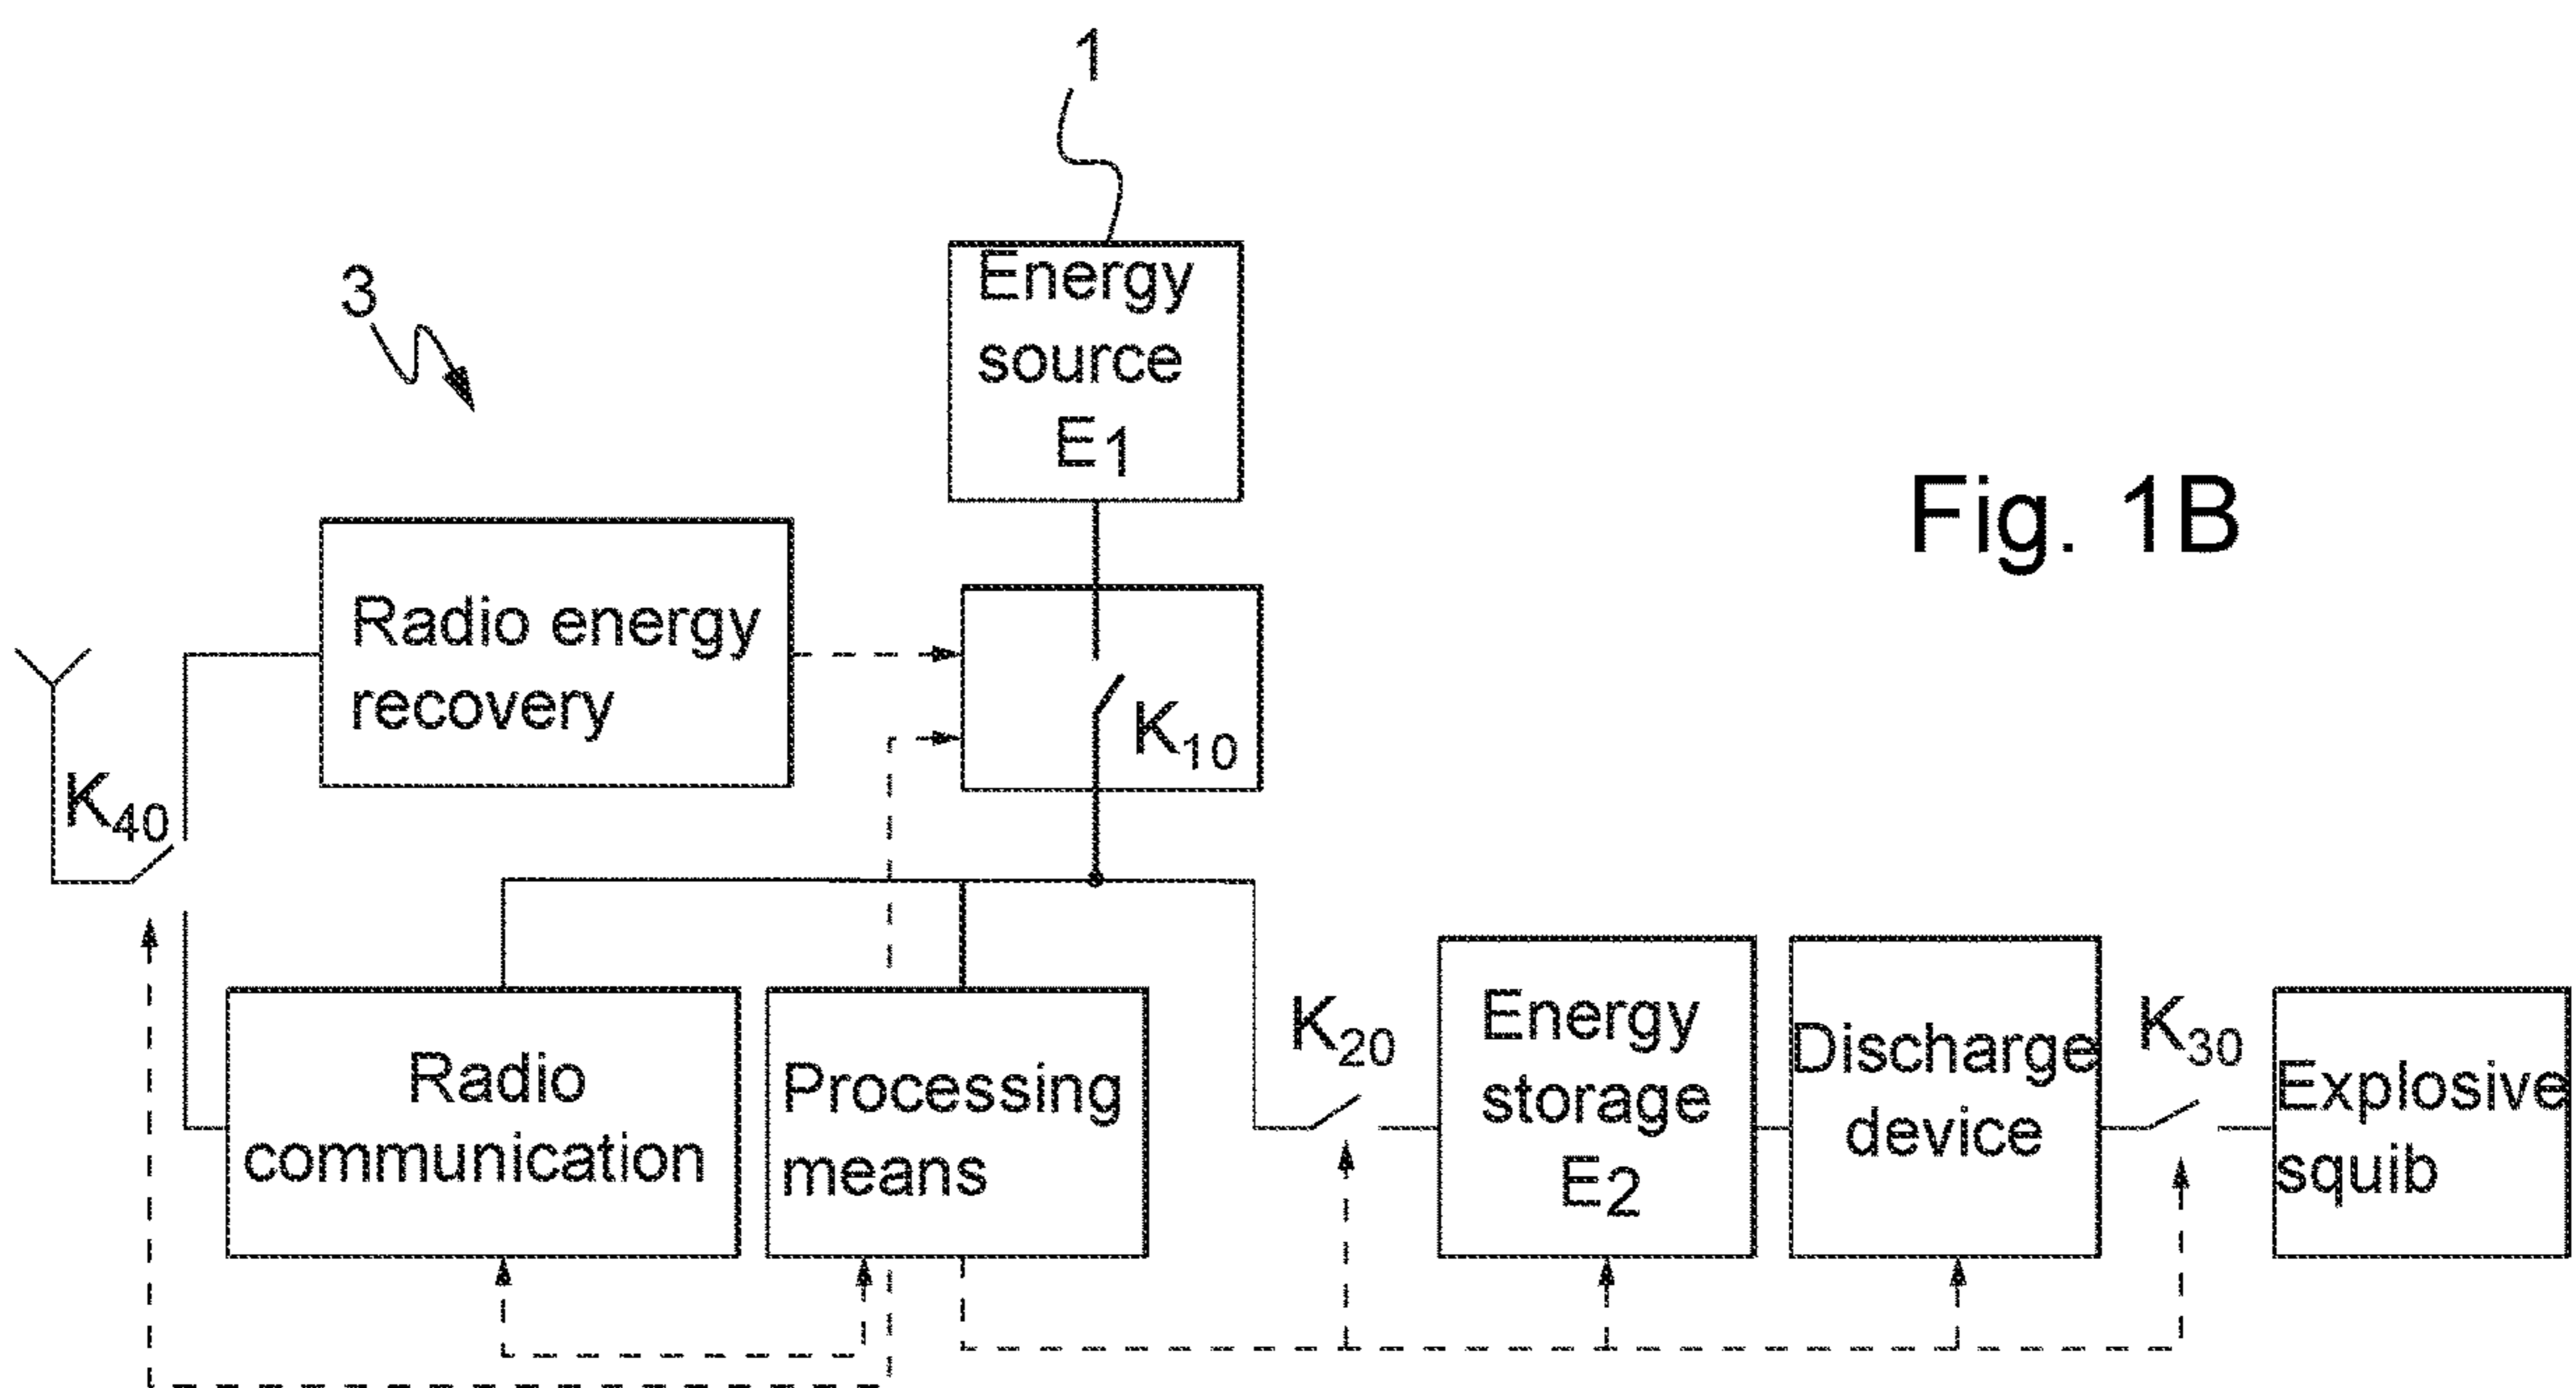 1
3
Energy
source
E1
Fig. 1B
Radio energy
recovery
K10
K40
Radio
communication
Processing
means
K20
Energy
storage
E2
Discharge
device
K30
Explosive
squib